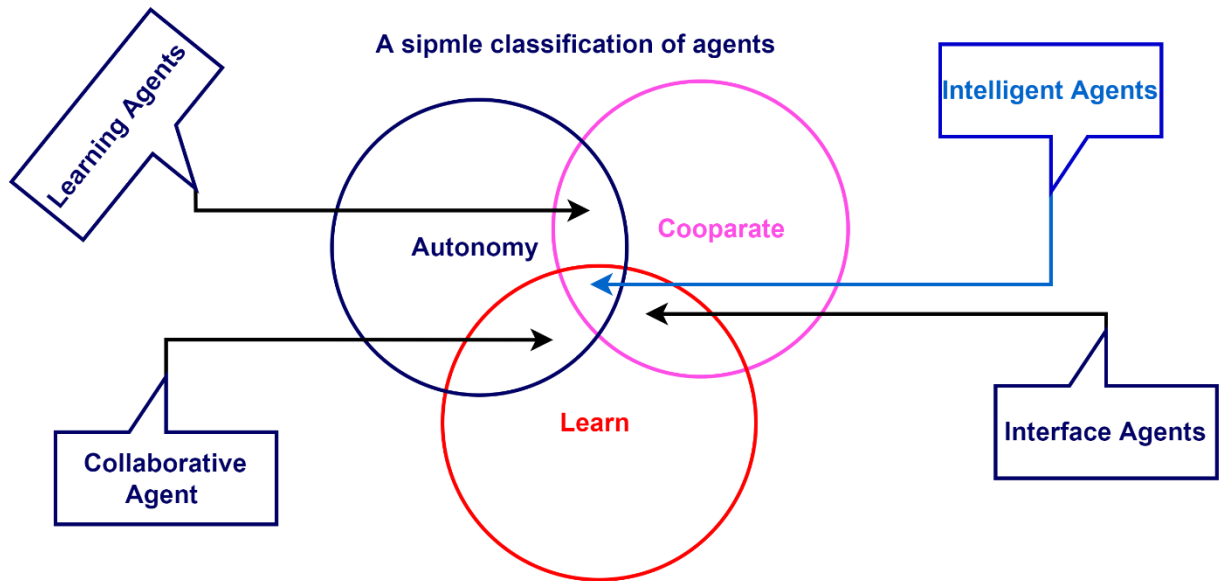 A sipmle classification of agents
Learning Agents
Intelligent Agents
Autonomy
Cooparate
Learn
Collaborative
Agent
Interface Agents